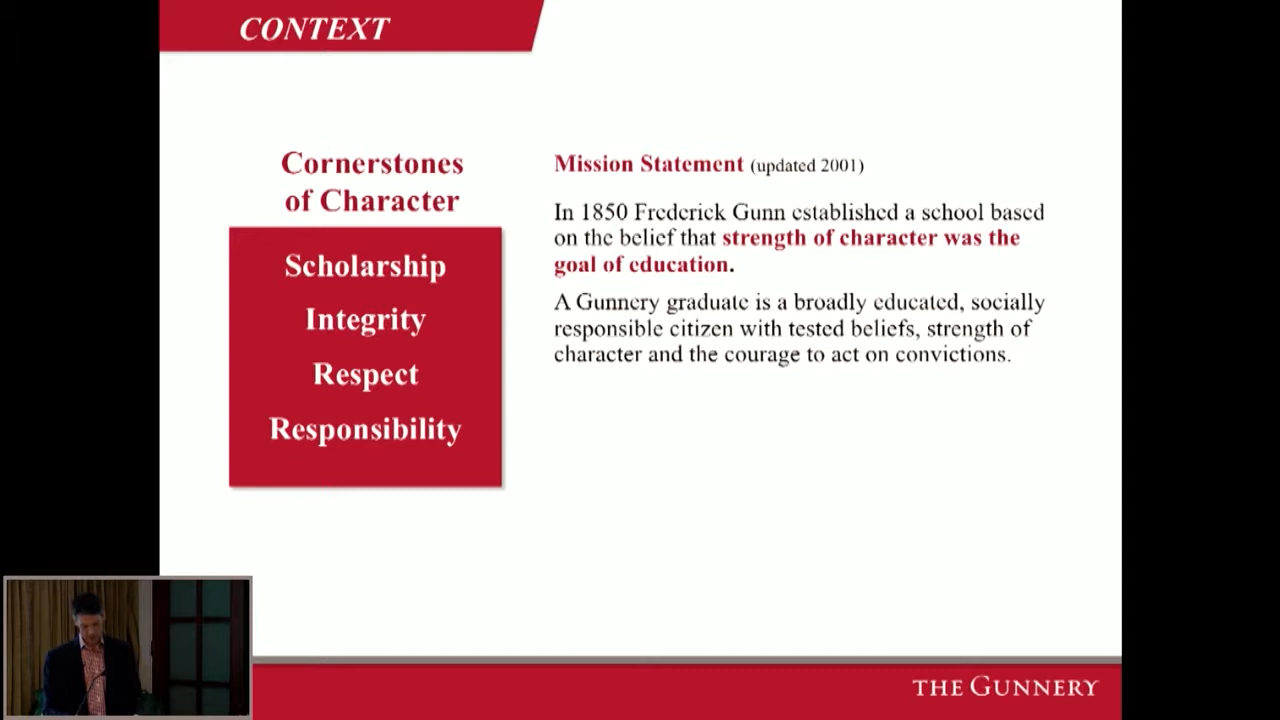 CONTEXT
Cornerstones
of Character
Scholarship
Integrity
Respect
Responsibility
Mission Statement (updated 2001)
In 1850 Frederick Gunn established a school based
on the belief that strength of character was the
goal of education.
A Gunnery graduate is a broadly educated, socially
responsible citizen with tested beliefs, strength of
character and the courage to act on convictions.
THE GUNNERY